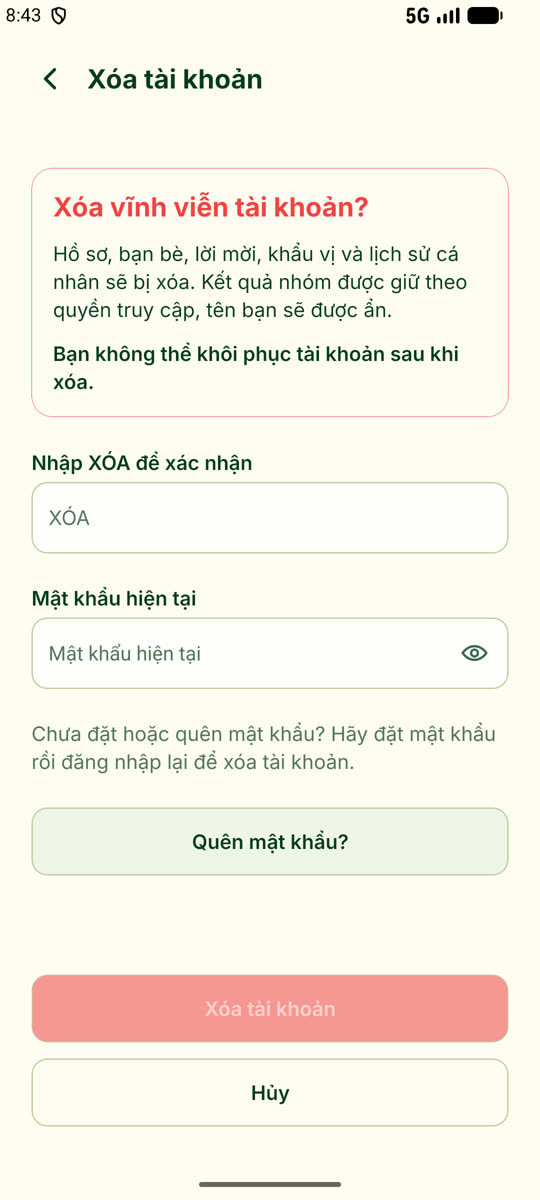 8:43
5G
Xóa tài khoản
Xóa vĩnh viễn tài khoản?
Hồ sơ, bạn bè, lời mời, khẩu vị và lịch sử cá
nhân sẽ bị xóa. Kết quả nhóm được giữ theo
quyền truy cập, tên bạn sẽ được ẩn.
Bạn không thể khôi phục tài khoản sau khi
xóa.
Nhập XÓA để xác nhận
XÓA
Mật khẩu hiện tại
Mật khẩu hiện tại
Chưa đặt hoặc quên mật khẩu? Hãy đặt mật khẩu
rồi đăng nhập lại để xóa tài khoản.
Quên mật khẩu?
Xóa tài khoản
Hủy